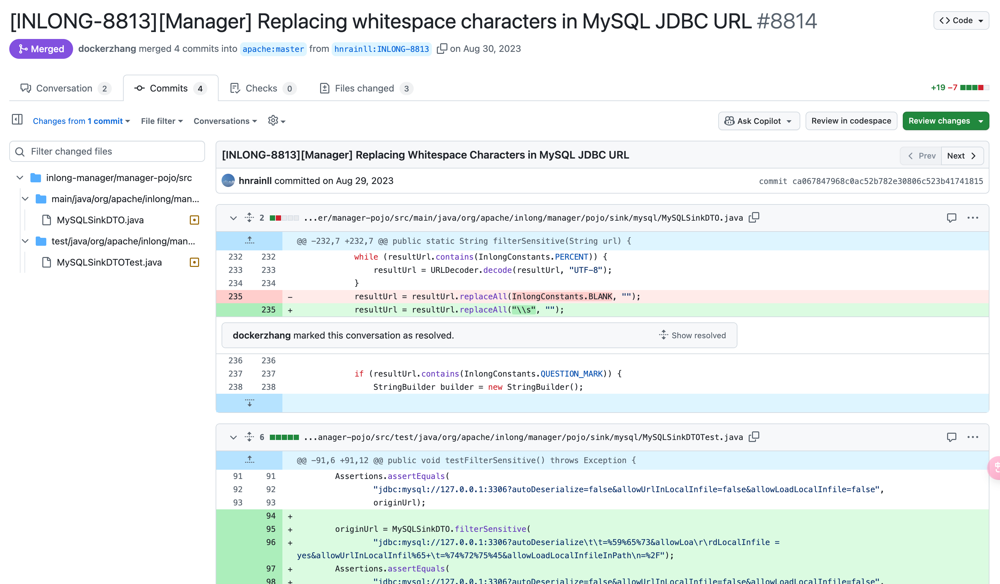 [INLONG-8813][Manager] Replacing whitespace characters in MySQL JDBC URL #8814
Code
Merged
dockerzhang merged 4 commits into apache:master from hnrainll:INLONG-8813 on Aug 30, 2023
Conversation 2
Commits 4
Checks 0
Files changed 3
+19 −7
Changes from 1 commit
File filter
Conversations
Ask Copilot
Review in codespace
Review changes
Filter changed files
inlong-manager/manager-pojo/src
main/java/org/apache/inlong/man...
MySQLSinkDTO.java
test/java/org/apache/inlong/man...
MySQLSinkDTOTest.java
[INLONG-8813][Manager] Replacing Whitespace Characters in MySQL JDBC URL
Prev
Next
hnrainll committed on Aug 29, 2023
commit ca067847968c0ac52b782e30806c523b41741815
2 ...er/manager-pojo/src/main/java/org/apache/inlong/manager/pojo/sink/mysql/MySQLSinkDTO.java
@@ -232,7 +232,7 @@ public static String filterSensitive(String url) {
232 232 while (resultUrl.contains(InlongConstants.PERCENT)) {
233 233 resultUrl = URLDecoder.decode(resultUrl, "UTF-8");
234 234 }
235 - resultUrl = resultUrl.replaceAll(InlongConstants.BLANK, "");
235 + resultUrl = resultUrl.replaceAll("\\s", "");
dockerzhang marked this conversation as resolved.
Show resolved
236 236
237 237 if (resultUrl.contains(InlongConstants.QUESTION_MARK)) {
238 238 StringBuilder builder = new StringBuilder();
6 ...anager-pojo/src/test/java/org/apache/inlong/manager/pojo/sink/mysql/MySQLSinkDTOTest.java
@@ -91,6 +91,12 @@ public void testFilterSensitive() throws Exception {
91 91 Assertions.assertEquals(
92 92 "jdbc:mysql://127.0.0.1:3306?autoDeserialize=false&allowUrlInLocalInfile=false&allowLoadLocalInfile=false",
93 93 originUrl);
94 +
95 + originUrl = MySQLSinkDTO.filterSensitive(
96 + "jdbc:mysql://127.0.0.1:3306?autoDeserialize\t\t=%59%65%73&allowLoa\r\rdLocalInfile =
yes&allowUrlInLocalInfil%65+\t=%74%72%75%45&allowLoadLocalInfileInPath\n=%2F");
97 + Assertions.assertEquals(
98 + "jdbc:mysql://127.0.0.1:3306?autoDeserialize=false&allowUrlInLocalInfile=false&allowLoadLocalInfile=false",